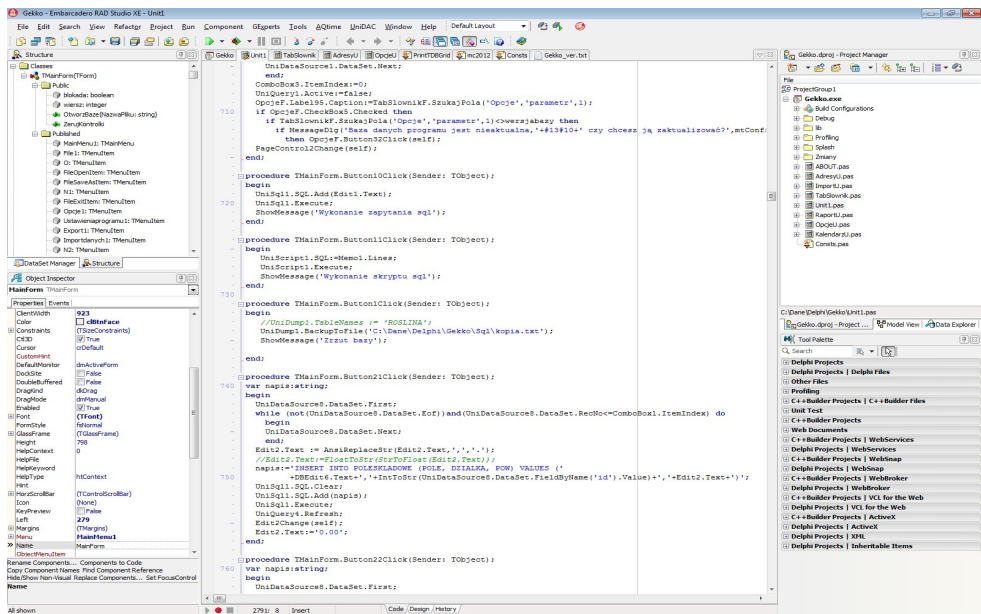 Gekko - Embarcadero RAD Studio XE - Unit1
File Edit Search View Refactor Project Run Component GExperts Tools AQtime UniDAC Window Help Default Layout
Structure
Classes
TMainForm(TForm)
Public
blokada: boolean
wiersz: integer
OtworzBaze(NazwaPliku: string)
ZerujKontrolki
Published
MainMenu1: TMainMenu
File1: TMenuItem
O: TMenuItem
FileOpenItem: TMenuItem
FileSaveAsItem: TMenuItem
N1: TMenuItem
FileExitItem: TMenuItem
Opcje1: TMenuItem
Ustawieniaprogramu1: TMenuItem
Export1: TMenuItem
Importdanych1: TMenuItem
N2: TMenuItem
DataSet Manager Structure
Object Inspector
MainForm TMainForm
Properties Events
ClientWidth 923
Color clBtnFace
Constraints (TSizeConstraints)
Ctl3D True
Cursor crDefault
CustomHint
DefaultMonitor dmActiveForm
DockSite False
DoubleBuffered False
DragKind dkDrag
DragMode dmManual
Enabled True
Font (TFont)
FormStyle fsNormal
GlassFrame (TGlassFrame)
Height 798
HelpContext 0
HelpFile
HelpKeyword
HelpType htContext
Hint
HorzScrollBar (TControlScrollBar)
Icon (None)
KeyPreview False
Left 279
Margins (TMargins)
Menu MainMenu1
Name MainForm
ObjectMenuItem
Rename Components... Components to Code
Copy Component Names Find Component Reference
Hide/Show Non-Visual Replace Components... Set FocusControl
Name
All shown
Gekko Unit1 TabSlownik AdresyU OpcjeU PrintDBGrid mc2012 Consts Gekko_ver.txt
UniDataSource1.DataSet.Next;
end;
ComboBox3.ItemIndex:=0;
UniQuery1.Active:=false;
OpcjeF.Label95.Caption:=TabSlownikF.SzukajPola('Opcje','parametr',1);
710 if OpcjeF.CheckBox5.Checked then
if TabSlownikF.SzukajPola('Opcje','parametr',1)<>wersjabazy then
if MessageDlg('Baza danych programu jest nieaktualna,'+#13#10+' czy chcesz ją zaktualizować?',mtConf
then OpcjeF.Button32Click(self);
PageControl2Change(self);
end;
procedure TMainForm.Button10Click(Sender: TObject);
begin
UniSql1.SQL.Add(Edit1.Text);
720 UniSql1.Execute;
ShowMessage('Wykonanie zapytania sql');
end;
procedure TMainForm.Button11Click(Sender: TObject);
begin
UniScript1.SQL:=Memo1.Lines;
UniScript1.Execute;
ShowMessage('Wykonanie skryptu sql');
end;
730
procedure TMainForm.Button1Click(Sender: TObject);
begin
//UniDump1.TableNames := 'ROSLINA';
UniDump1.BackupToFile('C:\Dane\Delphi\Gekko\Sql\kopia.txt');
ShowMessage('Zrzut bazy');
end;
procedure TMainForm.Button21Click(Sender: TObject);
740 var napis:string;
begin
UniDataSource8.DataSet.First;
while (not(UniDataSource8.DataSet.Eof))and(UniDataSource8.DataSet.RecNo<=ComboBox1.ItemIndex) do
begin
UniDataSource8.DataSet.Next;
end;
Edit2.Text := AnsiReplaceStr(Edit2.Text,',','.');
//Edit2.Text:=FloatToStr(StrToFloat(Edit2.Text));
napis:='INSERT INTO POLESKLADOWE (POLE, DZIALKA, POW) VALUES ('
750 +DBEdit6.Text+','+IntToStr(UniDataSource8.DataSet.FieldByName('id').Value)+','+Edit2.Text+')';
UniSql1.SQL.Clear;
UniSql1.SQL.Add(napis);
UniSql1.Execute;
UniQuery4.Refresh;
Edit2Change(self);
Edit2.Text:='0.00';
end;
procedure TMainForm.Button22Click(Sender: TObject);
760 var napis:string;
begin
UniDataSource8.DataSet.First;
2791: 8 Insert Code Design History
Gekko.dproj - Project Manager
File
ProjectGroup1
Gekko.exe
Build Configurations
Debug
lib
Profiling
Splash
Zmiany
ABOUT.pas
AdresyU.pas
ImportU.pas
TabSlownik.pas
Unit1.pas
RaportU.pas
OpcjeU.pas
KalendarzU.pas
Consts.pas
C:\Dane\Delphi\Gekko\Unit1.pas
Gekko.dproj - Project ... Model View Data Explorer
Tool Palette
Search
Delphi Projects
Delphi Projects | Delphi Files
Other Files
Profiling
C++Builder Projects | C++Builder Files
Unit Test
C++Builder Projects
Web Documents
C++Builder Projects | WebServices
Delphi Projects | WebServices
C++Builder Projects | WebSnap
Delphi Projects | WebSnap
C++Builder Projects | WebBroker
Delphi Projects | WebBroker
C++Builder Projects | VCL for the Web
Delphi Projects | VCL for the Web
C++Builder Projects | ActiveX
Delphi Projects | ActiveX
Delphi Projects | XML
Delphi Projects | Inheritable Items